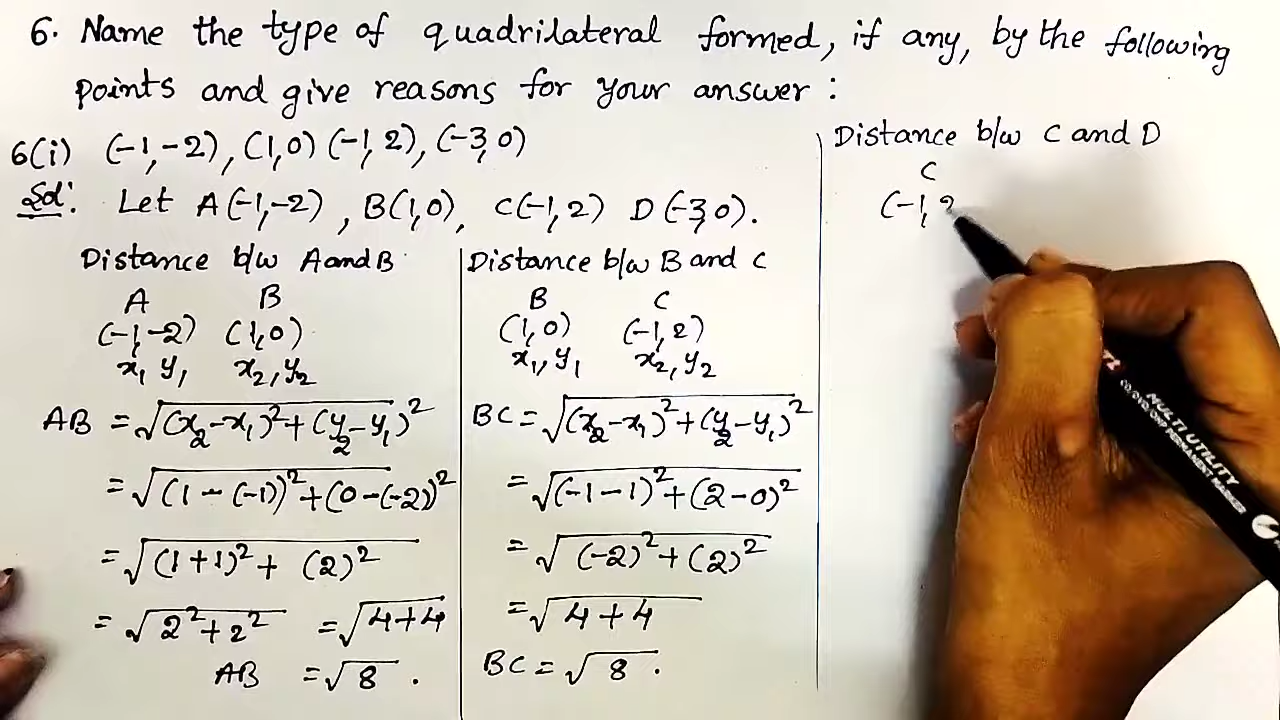 6. Name the type of quadrilateral formed, if any, by the following
points and give reasons for your answer :
6(i) (-1,-2), (1,0) (-1,2), (-3,0)
Sol: Let A(-1,-2), B(1,0), C(-1,2) D(-3,0).
Distance b/w A and B
A B
(-1,-2) (1,0)
x₁ y₁ x₂, y₂
AB = √(x₂-x₁)²+(y₂-y₁)²
= √(1-(-1))²+(0-(-2))²
= √(1+1)²+ (2)²
= √2²+2² = √4+4
AB = √8.
Distance b/w B and C
B C
(1,0) (-1,2)
x₁, y₁ x₂, y₂
BC = √(x₂-x₁)²+(y₂-y₁)²
= √(-1-1)²+(2-0)²
= √(-2)²+(2)²
= √4+4
BC = √8.
Distance b/w C and D
C
(-1, 2
MULTI UTILITY